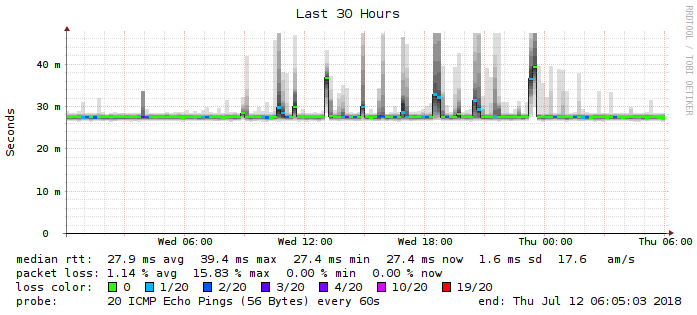 Last 30 Hours
RRDTOOL / TOBI OETIKER
Seconds
40 m
30 m
20 m
10 m
0
Wed 06:00 Wed 12:00 Wed 18:00 Thu 00:00 Thu 06:00
median rtt: 27.9 ms avg 39.4 ms max 27.4 ms min 27.4 ms now 1.6 ms sd 17.6 am/s
packet loss: 1.14 % avg 15.83 % max 0.00 % min 0.00 % now
loss color: 0 1/20 2/20 3/20 4/20 10/20 19/20
probe: 20 ICMP Echo Pings (56 Bytes) every 60s end: Thu Jul 12 06:05:03 2018